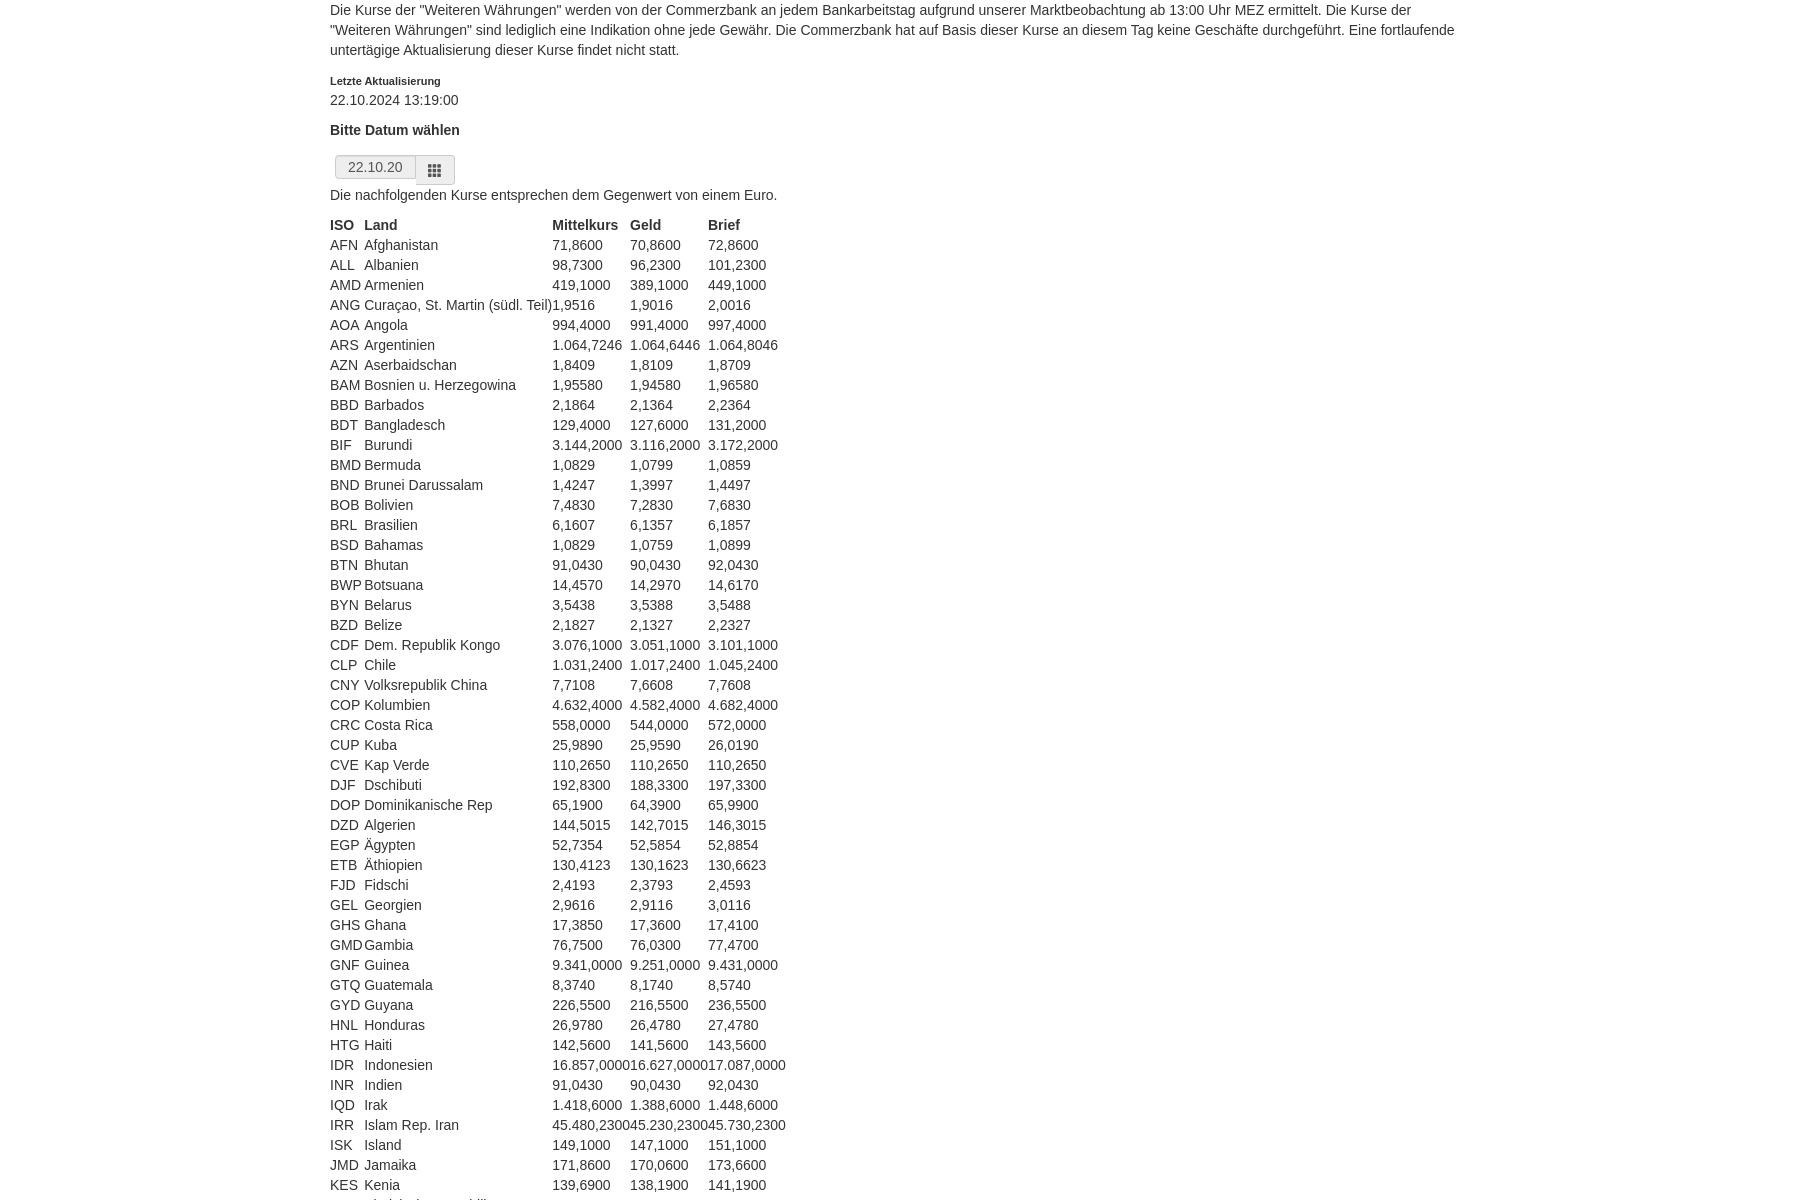 Die Kurse der "Weiteren Währungen" werden von der Commerzbank an jedem Bankarbeitstag aufgrund unserer Marktbeobachtung ab 13:00 Uhr MEZ ermittelt. Die Kurse der
"Weiteren Währungen" sind lediglich eine Indikation ohne jede Gewähr. Die Commerzbank hat auf Basis dieser Kurse an diesem Tag keine Geschäfte durchgeführt. Eine fortlaufende
untertägige Aktualisierung dieser Kurse findet nicht statt.
Letzte Aktualisierung
22.10.2024 13:19:00
Bitte Datum wählen
22.10.20
Die nachfolgenden Kurse entsprechen dem Gegenwert von einem Euro.
ISO Land Mittelkurs Geld Brief
AFN Afghanistan 71,8600 70,8600 72,8600
ALL Albanien 98,7300 96,2300 101,2300
AMD Armenien 419,1000 389,1000 449,1000
ANG Curaçao, St. Martin (südl. Teil) 1,9516 1,9016 2,0016
AOA Angola 994,4000 991,4000 997,4000
ARS Argentinien 1.064,7246 1.064,6446 1.064,8046
AZN Aserbaidschan 1,8409 1,8109 1,8709
BAM Bosnien u. Herzegowina 1,95580 1,94580 1,96580
BBD Barbados 2,1864 2,1364 2,2364
BDT Bangladesch 129,4000 127,6000 131,2000
BIF Burundi 3.144,2000 3.116,2000 3.172,2000
BMD Bermuda 1,0829 1,0799 1,0859
BND Brunei Darussalam 1,4247 1,3997 1,4497
BOB Bolivien 7,4830 7,2830 7,6830
BRL Brasilien 6,1607 6,1357 6,1857
BSD Bahamas 1,0829 1,0759 1,0899
BTN Bhutan 91,0430 90,0430 92,0430
BWP Botsuana 14,4570 14,2970 14,6170
BYN Belarus 3,5438 3,5388 3,5488
BZD Belize 2,1827 2,1327 2,2327
CDF Dem. Republik Kongo 3.076,1000 3.051,1000 3.101,1000
CLP Chile 1.031,2400 1.017,2400 1.045,2400
CNY Volksrepublik China 7,7108 7,6608 7,7608
COP Kolumbien 4.632,4000 4.582,4000 4.682,4000
CRC Costa Rica 558,0000 544,0000 572,0000
CUP Kuba 25,9890 25,9590 26,0190
CVE Kap Verde 110,2650 110,2650 110,2650
DJF Dschibuti 192,8300 188,3300 197,3300
DOP Dominikanische Rep 65,1900 64,3900 65,9900
DZD Algerien 144,5015 142,7015 146,3015
EGP Ägypten 52,7354 52,5854 52,8854
ETB Äthiopien 130,4123 130,1623 130,6623
FJD Fidschi 2,4193 2,3793 2,4593
GEL Georgien 2,9616 2,9116 3,0116
GHS Ghana 17,3850 17,3600 17,4100
GMD Gambia 76,7500 76,0300 77,4700
GNF Guinea 9.341,0000 9.251,0000 9.431,0000
GTQ Guatemala 8,3740 8,1740 8,5740
GYD Guyana 226,5500 216,5500 236,5500
HNL Honduras 26,9780 26,4780 27,4780
HTG Haiti 142,5600 141,5600 143,5600
IDR Indonesien 16.857,0000 16.627,0000 17.087,0000
INR Indien 91,0430 90,0430 92,0430
IQD Irak 1.418,6000 1.388,6000 1.448,6000
IRR Islam Rep. Iran 45.480,2300 45.230,2300 45.730,2300
ISK Island 149,1000 147,1000 151,1000
JMD Jamaika 171,8600 170,0600 173,6600
KES Kenia 139,6900 138,1900 141,1900